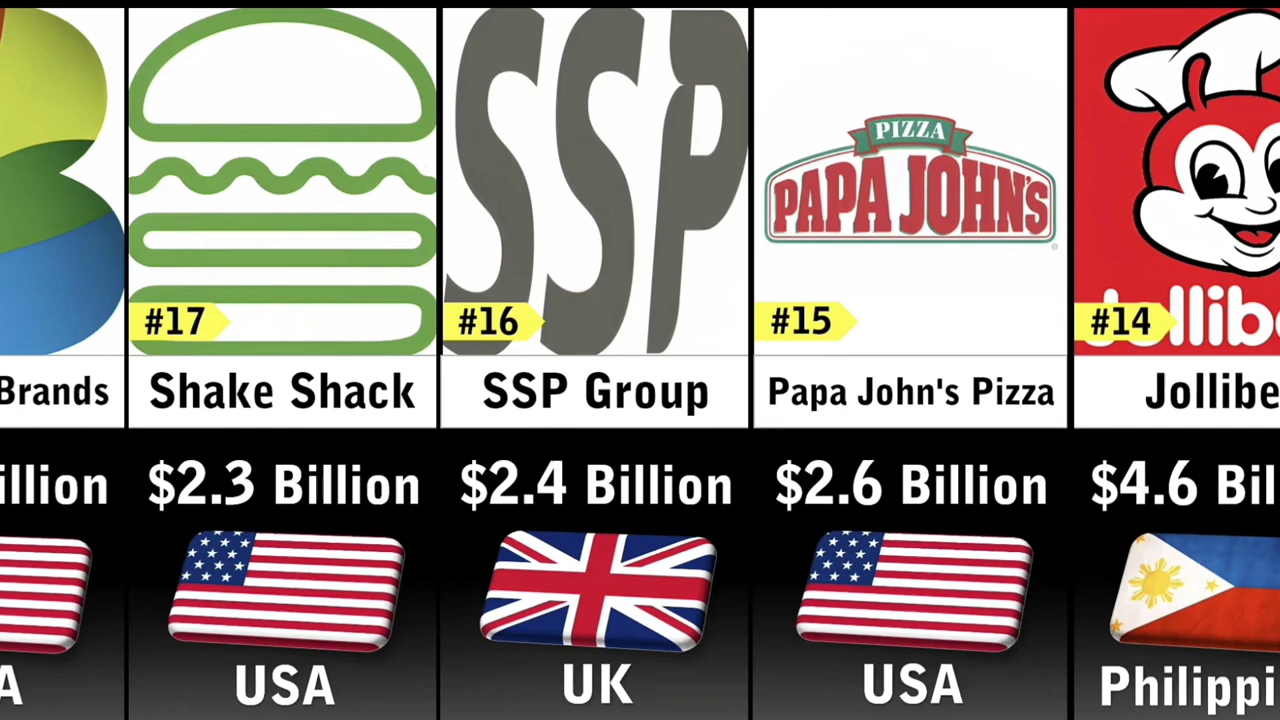 Brands
illion
A
#17
Shake Shack
$2.3 Billion
USA
SSP
#16
SSP Group
$2.4 Billion
UK
PIZZA
PAPA JOHN'S
#15
Papa John's Pizza
$2.6 Billion
USA
Jollib
#14
Jollibe
$4.6 Bil
Philippi